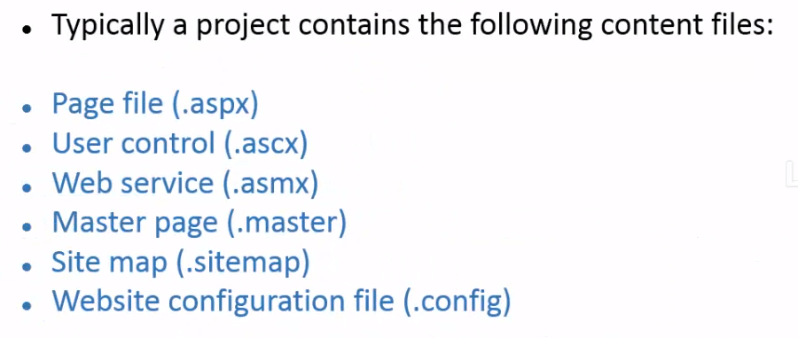 • Typically a project contains the following content files:
• Page file (.aspx)
• User control (.ascx)
• Web service (.asmx)
• Master page (.master)
• Site map (.sitemap)
• Website configuration file (.config)